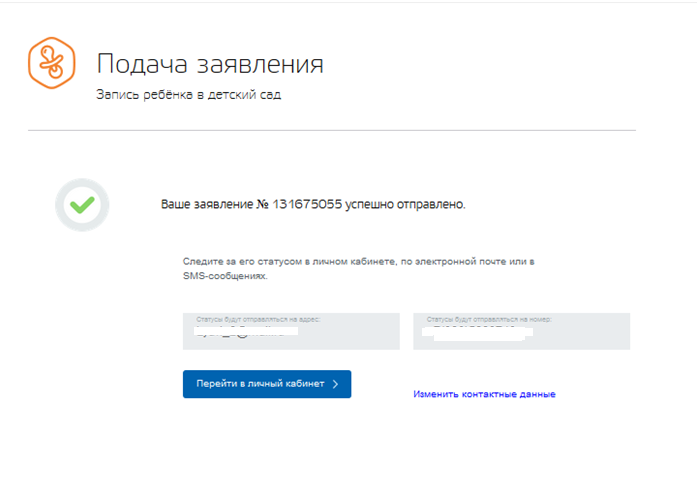 Подача заявления
Запись ребёнка в детский сад
Ваше заявление № 131675055 успешно отправлено.
Следите за его статусом в личном кабинете, по электронной почте или в
SMS-сообщениях.
Статусы будут отправляться на адрес:
Статусы будут отправляться на номер:
Перейти в личный кабинет
Изменить контактные данные